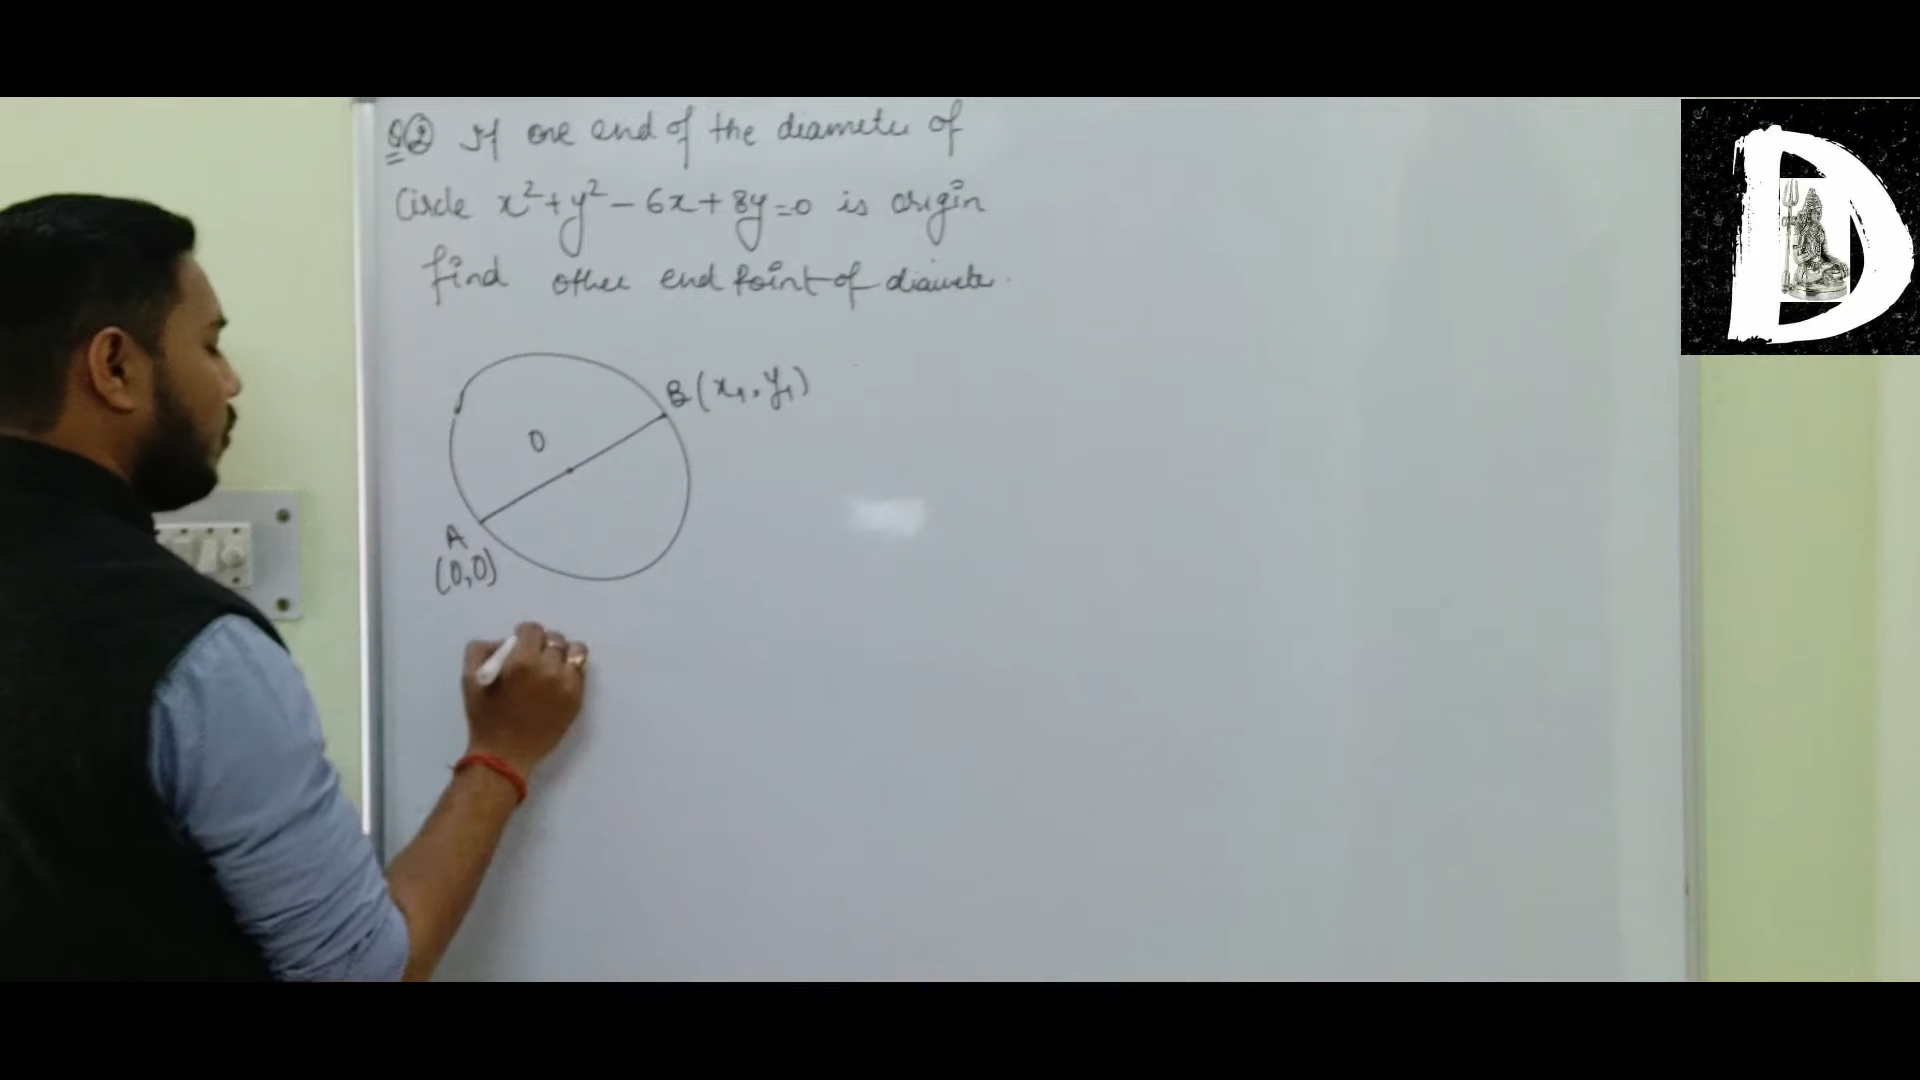 Q② If one end of the diameter of
Circle x²+y²-6x+8y=0 is origin
find other end point of diameter.
B(x₁,y₁)
O
A
(0,0)
D